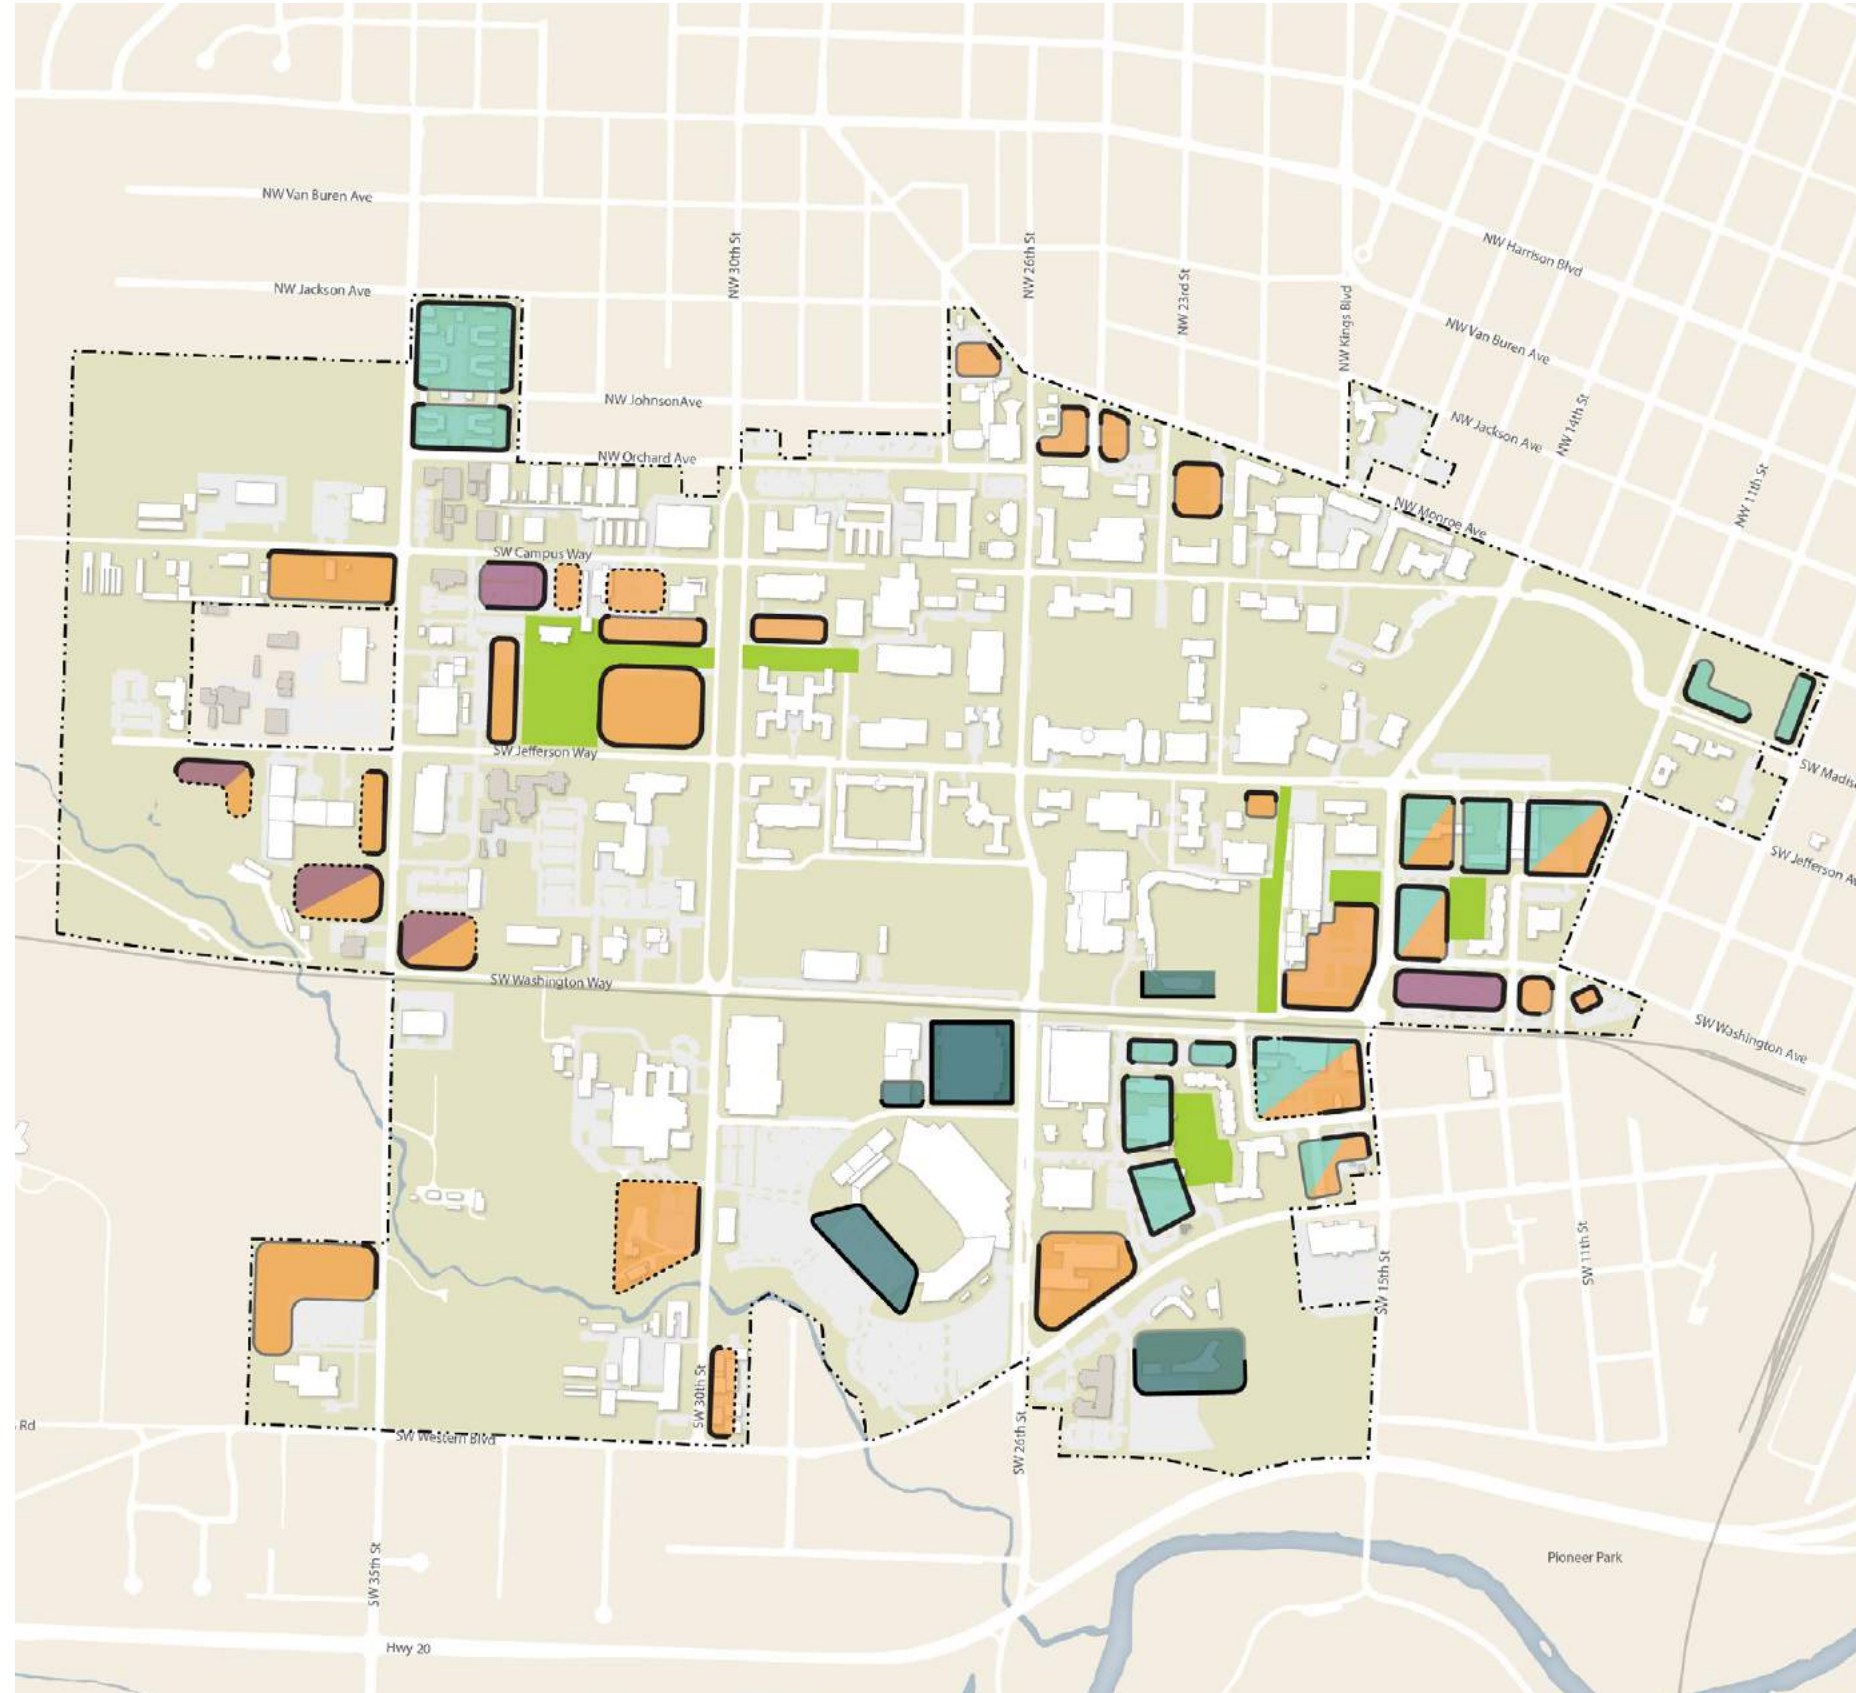 NW Van Buren Ave
NW 30th St
NW 26th St
NW Harrison Blvd
NW Jackson Ave
NW 23rd St
NW Kings Blvd
NW Van Buren Ave
NW JohnsonAve
NW Jackson Ave
NW 14th St
NW Orchard Ave
NW 11th St
NW Monroe Ave
SW Campus Way
SW Jefferson Way
SW Madis
SW Jefferson A
SW Washington Way
SW Washington Ave
SW 11th St
SW 15th St
SW 30th St
Rd
SW Western Blvd
SW 26th St
SW 35th St
Pioneer Park
Hwy 20